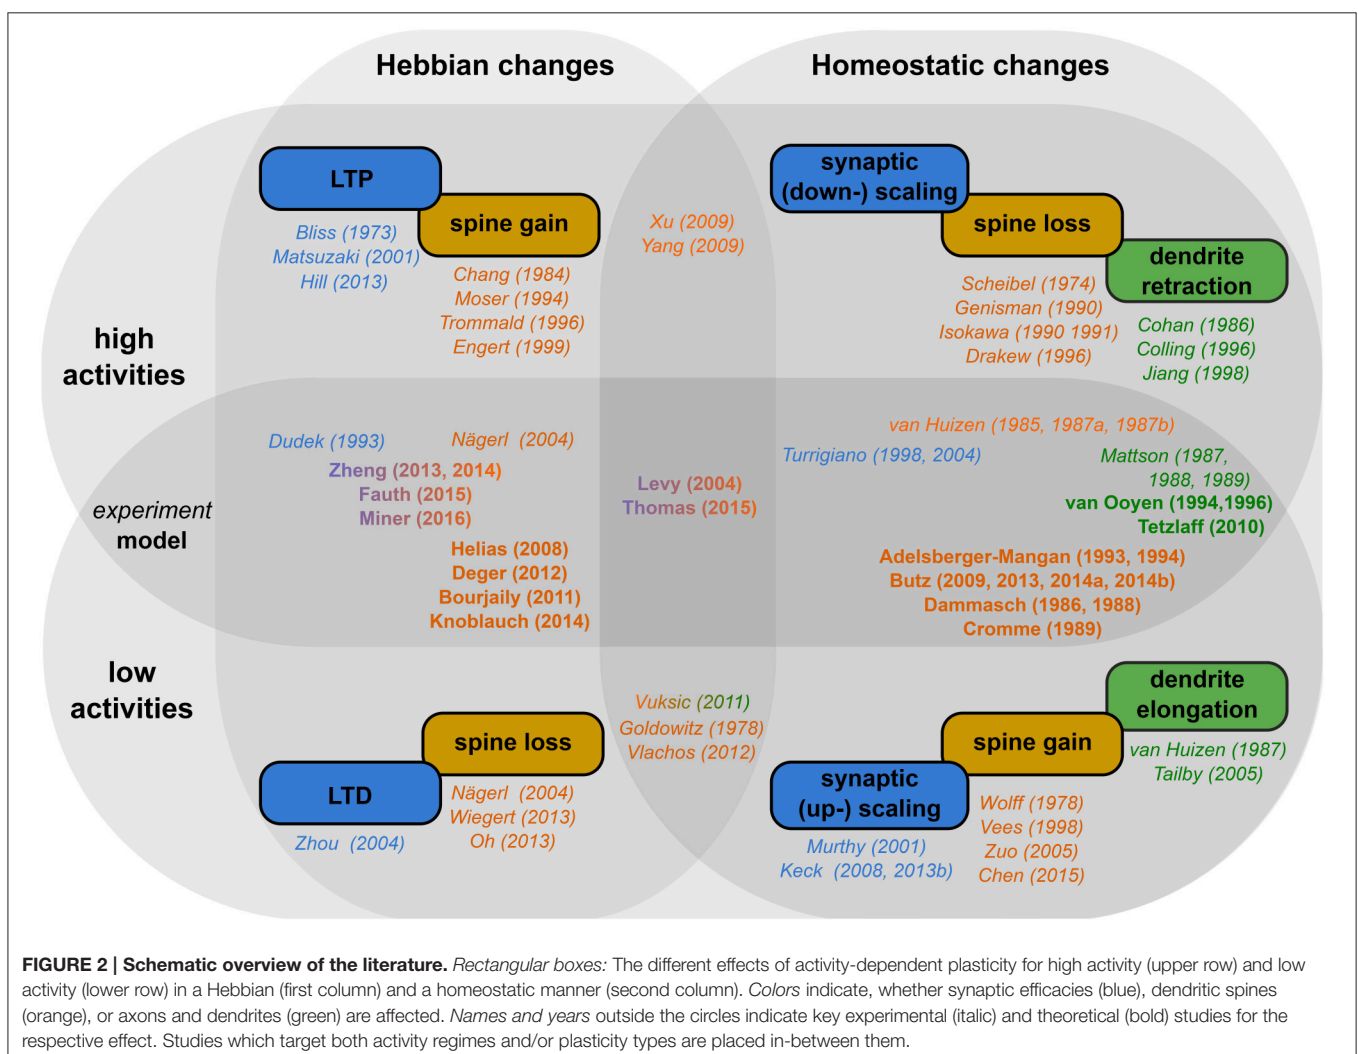 Hebbian changes
Homeostatic changes
LTP
spine gain
Bliss (1973)
Matsuzaki (2001)
Hill (2013)
Chang (1984)
Moser (1994)
Trommald (1996)
Engert (1999)
Xu (2009)
Yang (2009)
synaptic
(down-) scaling
spine loss
dendrite
retraction
Scheibel (1974)
Genisman (1990)
Isokawa (1990 1991)
Drakew (1996)
Cohan (1986)
Colling (1996)
Jiang (1998)
high
activities
Dudek (1993)
Nägerl (2004)
Zheng (2013, 2014)
Fauth (2015)
Miner (2016)
Helias (2008)
Deger (2012)
Bourjaily (2011)
Knoblauch (2014)
Levy (2004)
Thomas (2015)
van Huizen (1985, 1987a, 1987b)
Turrigiano (1998, 2004)
Mattson (1987,
1988, 1989)
van Ooyen (1994,1996)
Tetzlaff (2010)
Adelsberger-Mangan (1993, 1994)
Butz (2009, 2013, 2014a, 2014b)
Dammasch (1986, 1988)
Cromme (1989)
experiment
model
low
activities
spine loss
LTD
Nägerl (2004)
Wiegert (2013)
Oh (2013)
Zhou (2004)
Vuksic (2011)
Goldowitz (1978)
Vlachos (2012)
dendrite
elongation
spine gain
synaptic
(up-) scaling
van Huizen (1987)
Tailby (2005)
Wolff (1978)
Vees (1998)
Zuo (2005)
Chen (2015)
Murthy (2001)
Keck (2008, 2013b)
FIGURE 2 | Schematic overview of the literature. Rectangular boxes: The different effects of activity-dependent plasticity for high activity (upper row) and low
activity (lower row) in a Hebbian (first column) and a homeostatic manner (second column). Colors indicate, whether synaptic efficacies (blue), dendritic spines
(orange), or axons and dendrites (green) are affected. Names and years outside the circles indicate key experimental (italic) and theoretical (bold) studies for the
respective effect. Studies which target both activity regimes and/or plasticity types are placed in-between them.